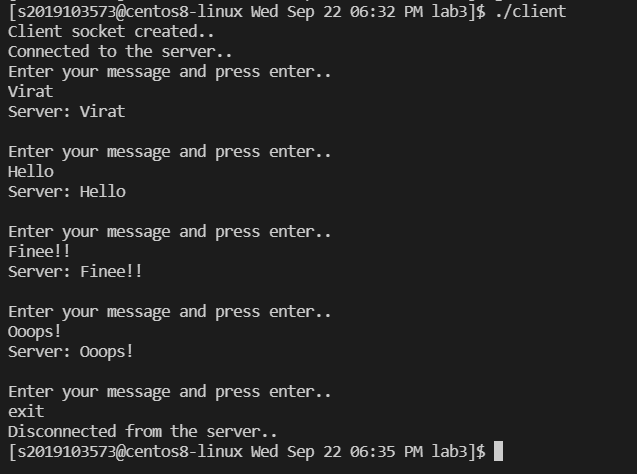 [s2019103573@centos8-linux Wed Sep 22 06:32 PM lab3]$ ./client
Client socket created..
Connected to the server..
Enter your message and press enter..
Virat
Server: Virat
Enter your message and press enter..
Hello
Server: Hello
Enter your message and press enter..
Finee!!
Server: Finee!!
Enter your message and press enter..
Ooops!
Server: Ooops!
Enter your message and press enter..
exit
Disconnected from the server..
[s2019103573@centos8-linux Wed Sep 22 06:35 PM lab3]$